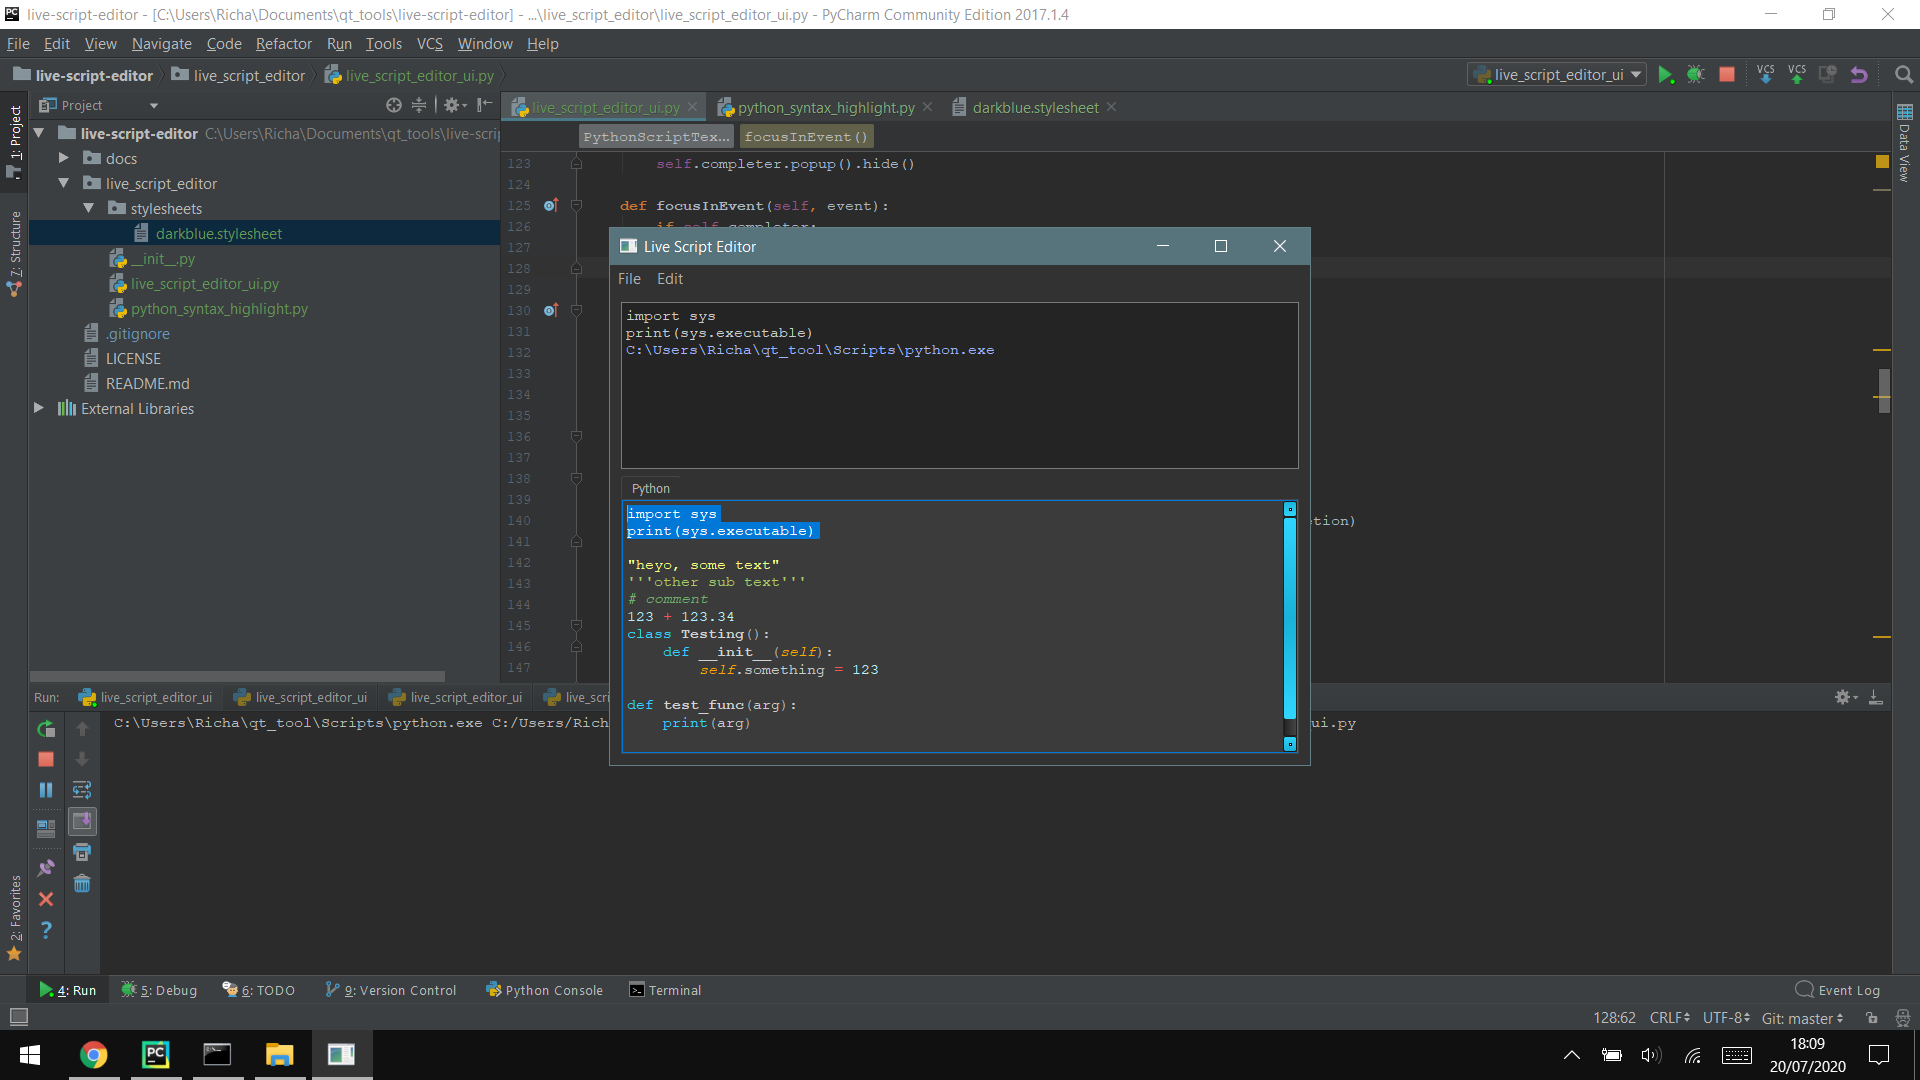 live-script-editor - [C:\Users\Richa\Documents\qt_tools\live-script-editor] - ...\live_script_editor\live_script_editor_ui.py - PyCharm Community Edition 2017.1.4
File Edit View Navigate Code Refactor Run Tools VCS Window Help
live-script-editor live_script_editor live_script_editor_ui.py
live_script_editor_ui
VCS VCS
1: Project
7: Structure
2: Favorites
Project
live-script-editor C:\Users\Richa\Documents\qt_tools\live-scri
docs
live_script_editor
stylesheets
darkblue.stylesheet
__init__.py
live_script_editor_ui.py
python_syntax_highlight.py
.gitignore
LICENSE
README.md
External Libraries
live_script_editor_ui.py python_syntax_highlight.py darkblue.stylesheet
PythonScriptTex... focusInEvent()
123 self.completer.popup().hide()
124
125 def focusInEvent(self, event):
126 if self.completer:
127
128
129
130
131
132
133
134
135
136
137
138
139
140 tion)
141
142
143
144
145
146
147
Data View
Live Script Editor
File Edit
import sys
print(sys.executable)
C:\Users\Richa\qt_tool\Scripts\python.exe
Python
import sys
print(sys.executable)
"heyo, some text"
'''other sub text'''
# comment
123 + 123.34
class Testing():
def __init__(self):
self.something = 123
def test_func(arg):
print(arg)
Run: live_script_editor_ui live_script_editor_ui live_script_editor_ui live_scri
C:\Users\Richa\qt_tool\Scripts\python.exe C:/Users/Rich ui.py
4: Run 5: Debug 6: TODO 9: Version Control Python Console Terminal Event Log
128:62 CRLF UTF-8 Git: master
18:09
20/07/2020